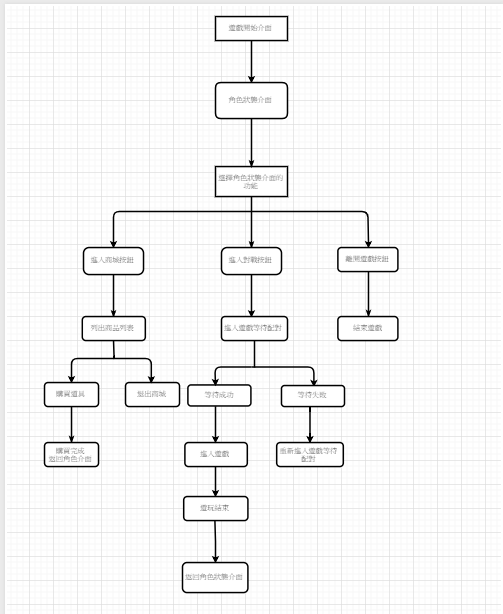 遊戲開始介面
角色狀態介面
選擇角色狀態介面的
功能
進入商城按鈕
進入對戰按鈕
離開遊戲按鈕
列出商品列表
進入遊戲等待配對
結束遊戲
購買道具
退出商城
等待成功
等待失敗
購買完成
返回角色介面
進入遊戲
重新進入遊戲等待
配對
遊玩結束
返回角色狀態介面